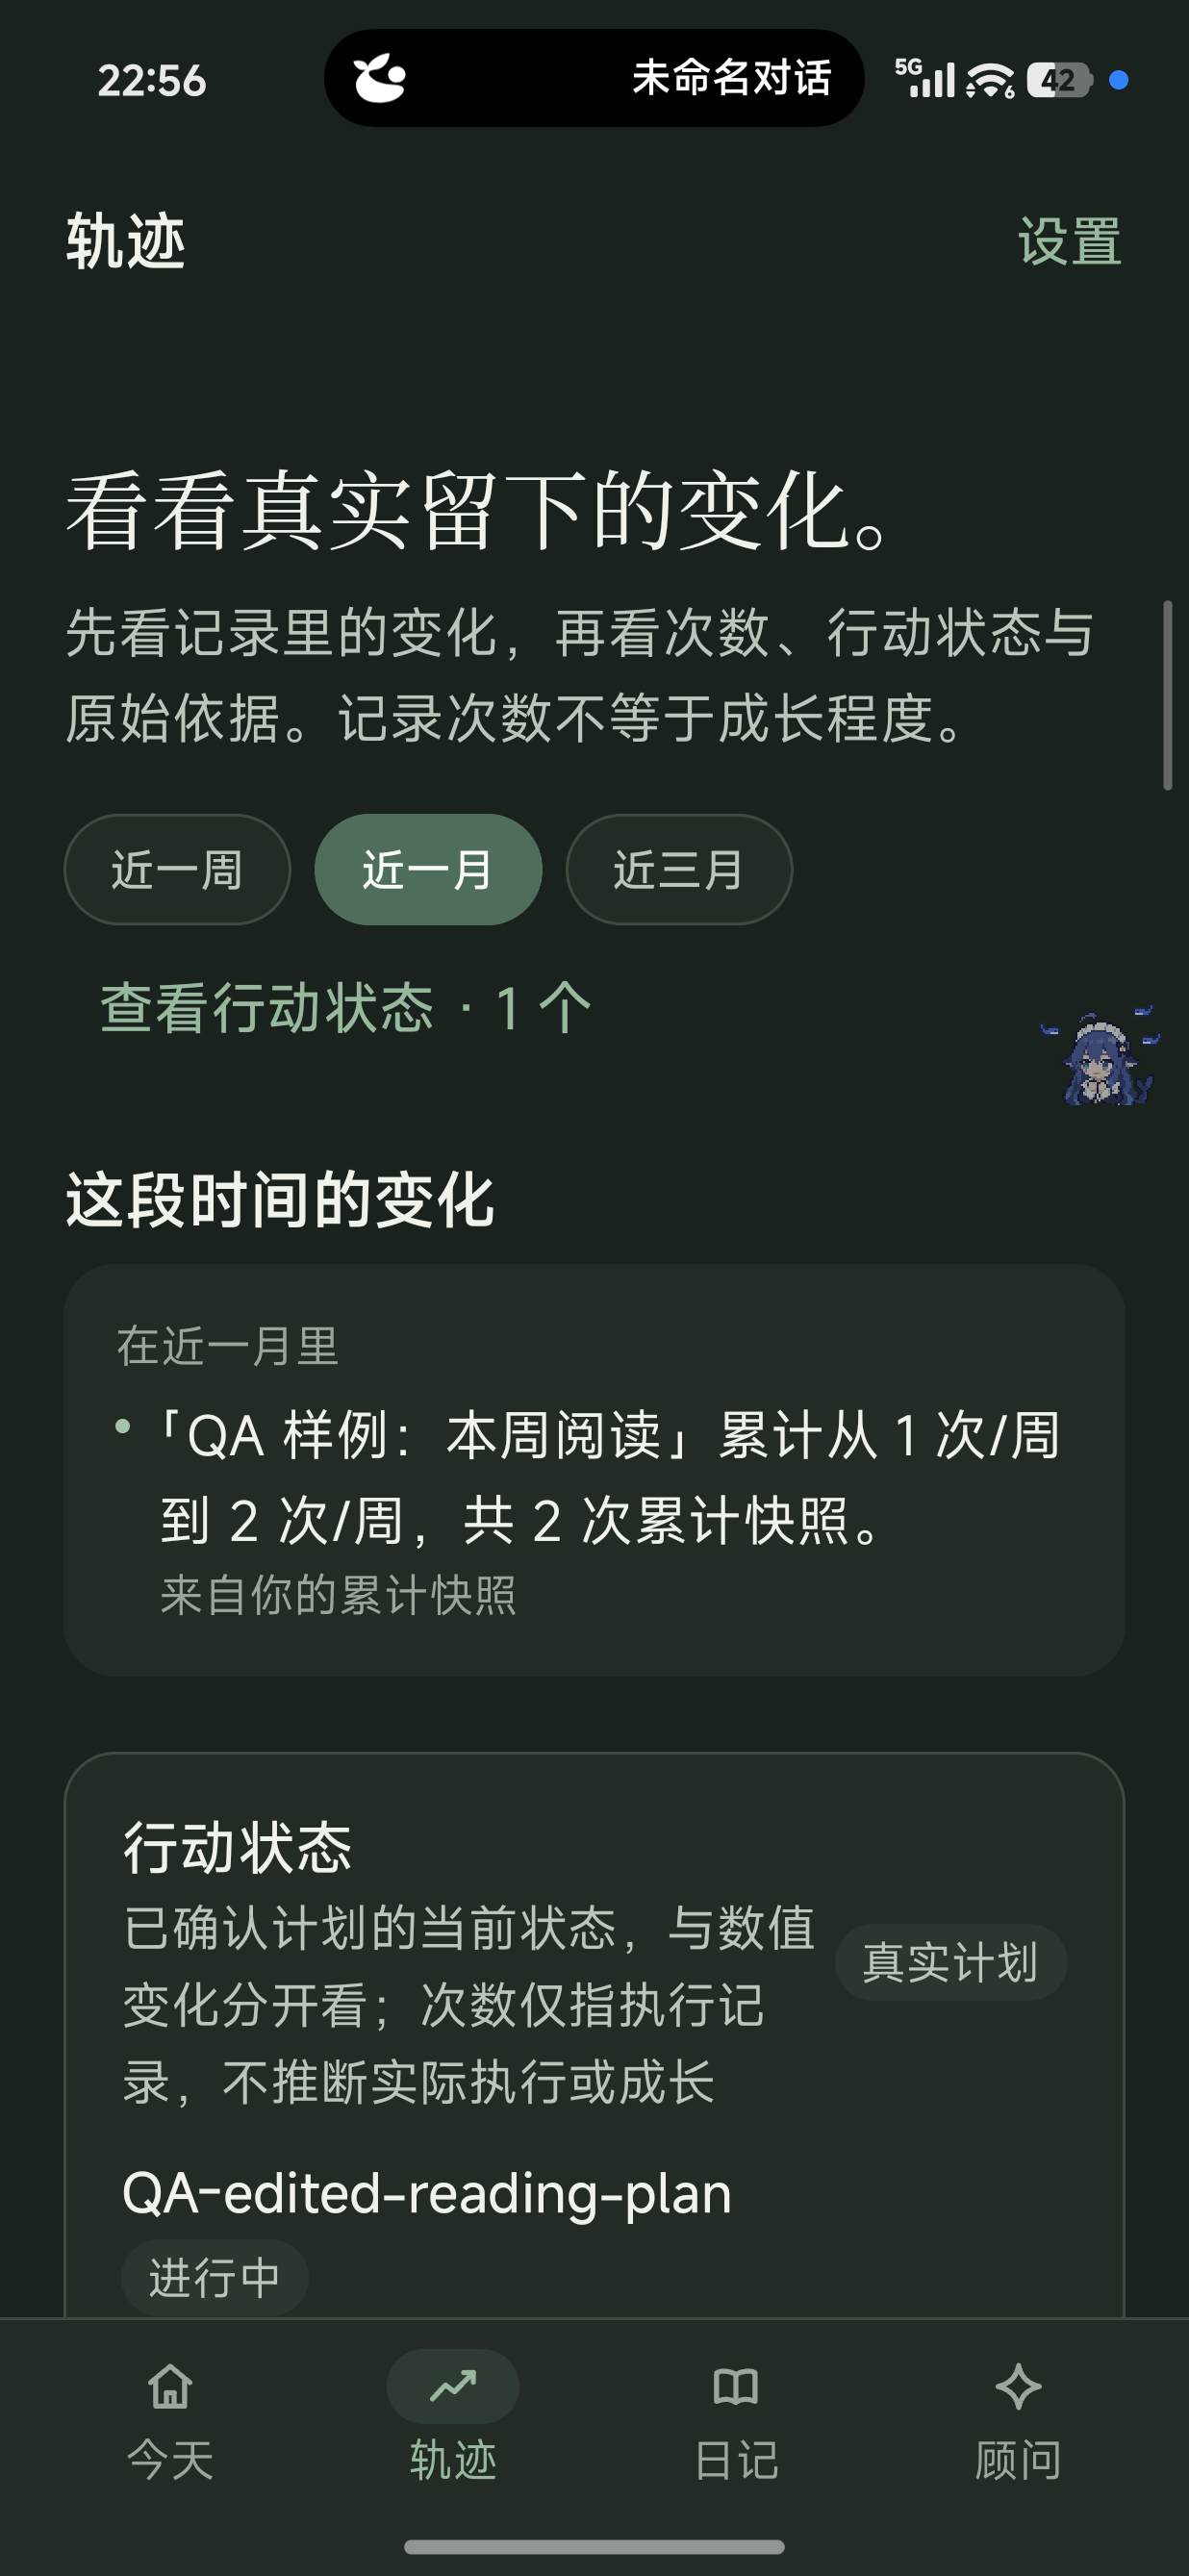 22:56
未命名对话
5G
6
42
轨迹
设置
看看真实留下的变化。
先看记录里的变化，再看次数、行动状态与
原始依据。记录次数不等于成长程度。
近一周
近一月
近三月
查看行动状态 · 1 个
这段时间的变化
在近一月里
「QA 样例：本周阅读」累计从 1 次/周
到 2 次/周，共 2 次累计快照。
来自你的累计快照
行动状态
已确认计划的当前状态，与数值
变化分开看；次数仅指执行记
录，不推断实际执行或成长
真实计划
QA-edited-reading-plan
进行中
今天
轨迹
日记
顾问